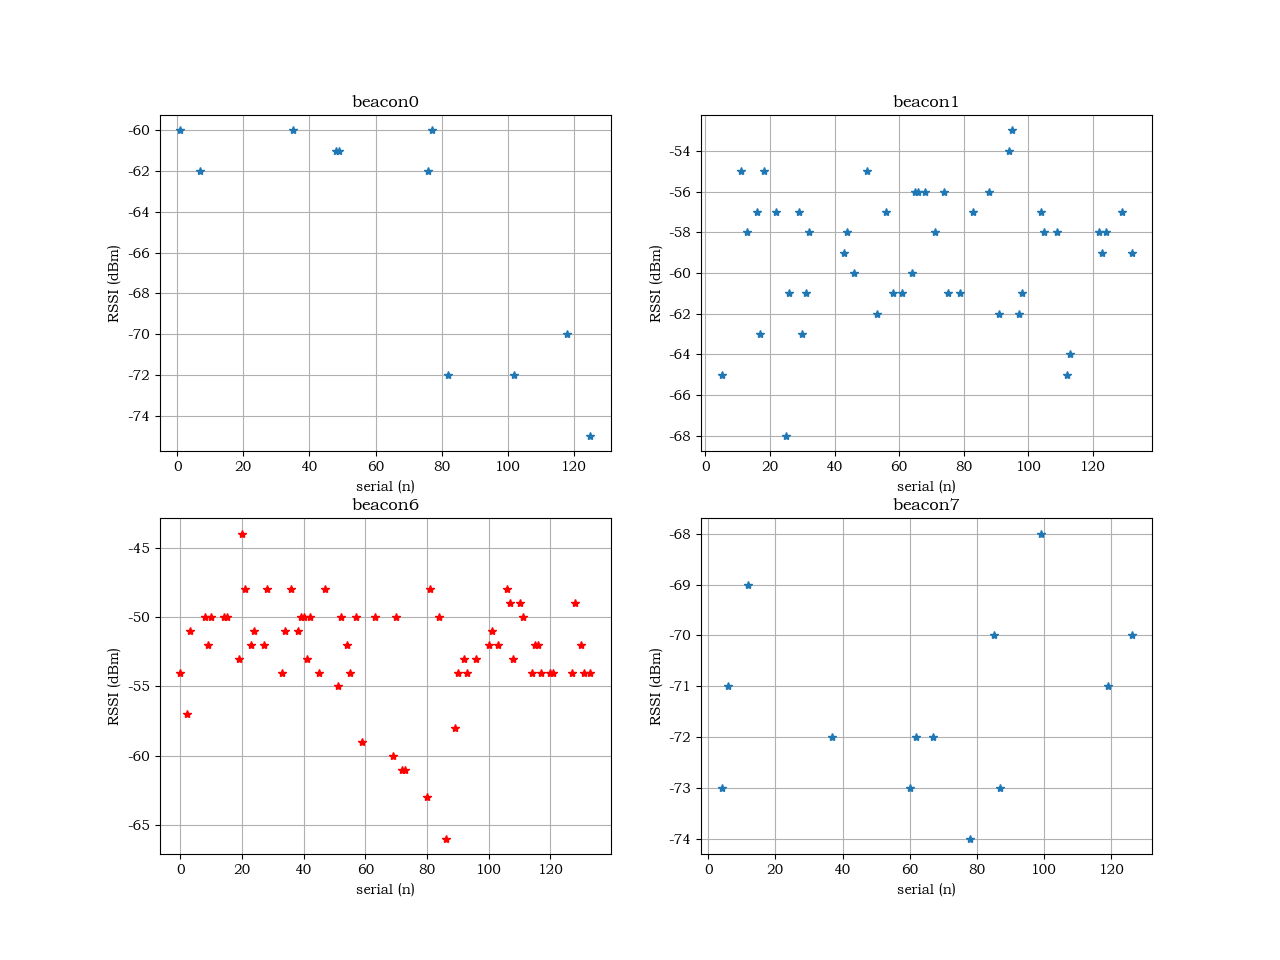 beacon0
-60
-62
-64
-66
-68
-70
-72
-74
RSSI (dBm)
0 20 40 60 80 100 120
serial (n)
beacon1
-54
-56
-58
-60
-62
-64
-66
-68
RSSI (dBm)
0 20 40 60 80 100 120
serial (n)
beacon6
-45
-50
-55
-60
-65
RSSI (dBm)
0 20 40 60 80 100 120
serial (n)
beacon7
-68
-69
-70
-71
-72
-73
-74
RSSI (dBm)
0 20 40 60 80 100 120
serial (n)